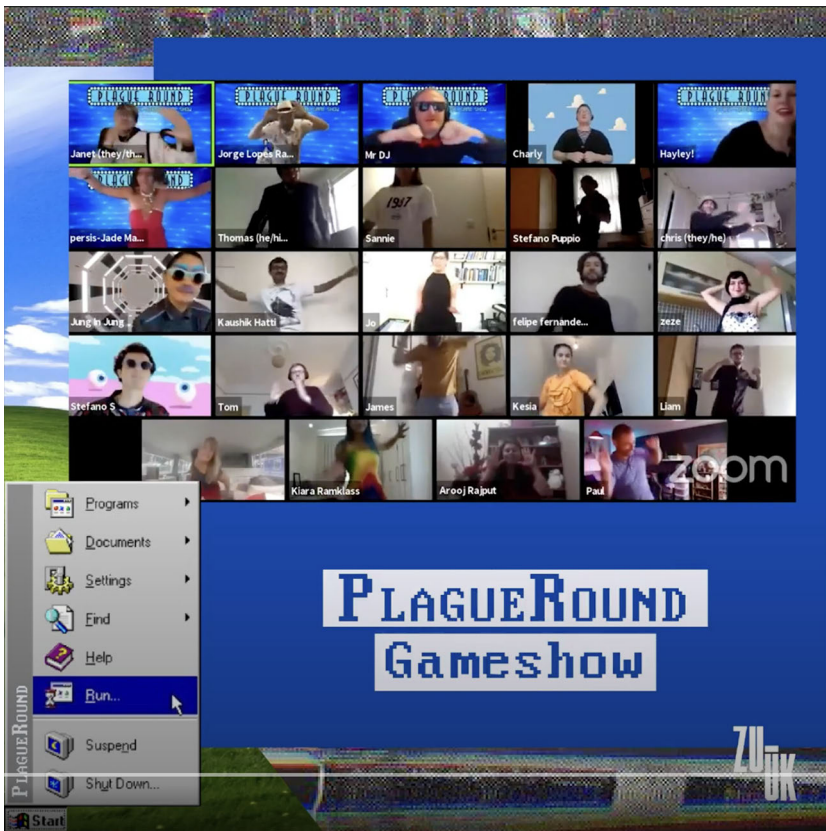 PLAGUE ROUND
PLAGUE ROUND
PLAGUE ROUND
PLAGUE ROUND
Janet (they/th...
Jorge Lopes Ra...
Mr DJ
Charly
Hayley!
PLAGUE ROUND
1987
persis-Jade Ma...
Thomas (he/hi...
Sannie
Stefano Puppio
chris (they/he)
Jung In Jung
Kaushik Hatti
Jo
felipe fernande...
zeze
Stefano S
Tom
James
Kesia
Liam
Kiara Ramklass
Arooj Rajput
Paul
zoom
Programs
Documents
Settings
Find
Help
Run...
Suspend
Shut Down...
PLAGUEROUND
Start
PLAGUEROUND
Gameshow
ZU-UK